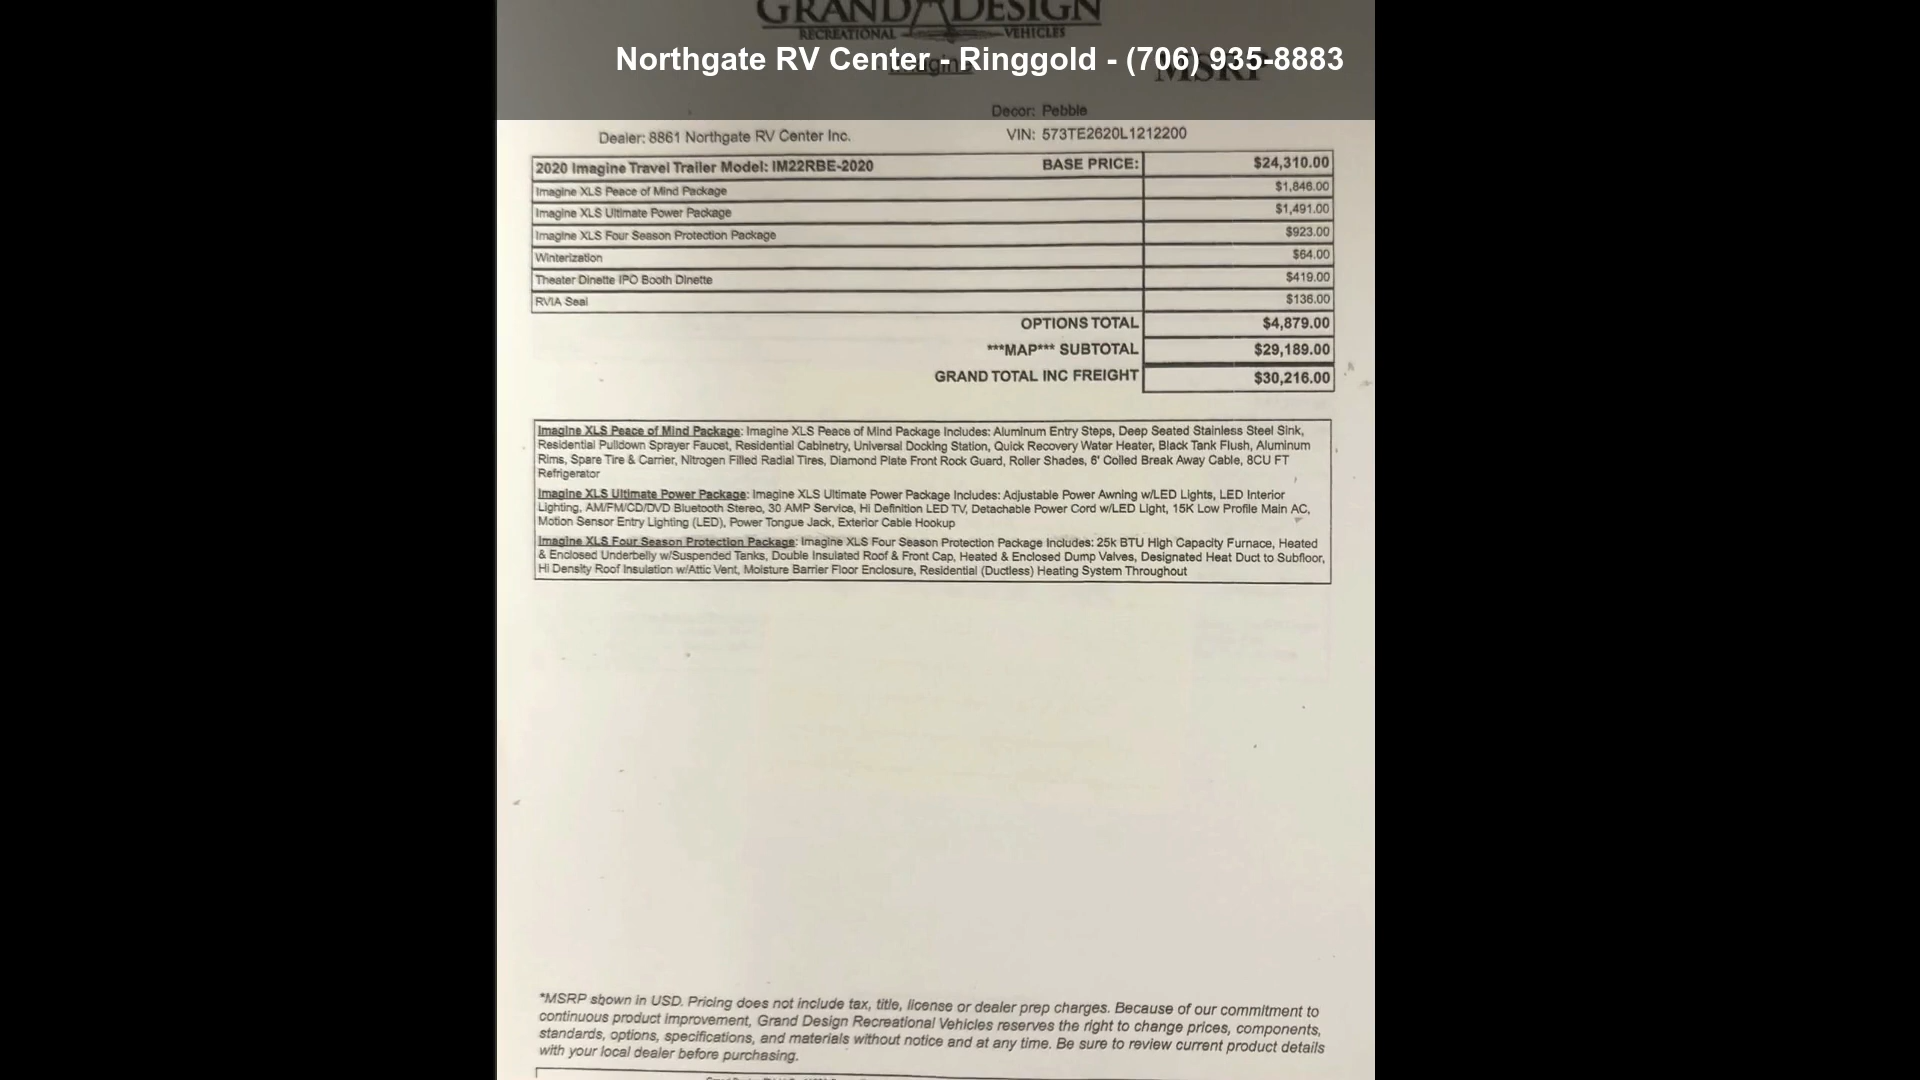 GRAND DESIGN
RECREATIONAL VEHICLES
Northgate RV Center - Ringgold - (706) 935-8883
Imagine
MSRP
Decor: Pebble
Dealer: 8861 Northgate RV Center Inc. VIN: 573TE2620L1212200
2020 Imagine Travel Trailer Model: IM22RBE-2020 BASE PRICE: $24,310.00
Imagine XLS Peace of Mind Package $1,846.00
Imagine XLS Ultimate Power Package $1,491.00
Imagine XLS Four Season Protection Package $923.00
Winterization $64.00
Theater Dinette IPO Booth Dinette $419.00
RVIA Seal $136.00
OPTIONS TOTAL $4,879.00
***MAP*** SUBTOTAL $29,189.00
GRAND TOTAL INC FREIGHT $30,216.00
Imagine XLS Peace of Mind Package: Imagine XLS Peace of Mind Package Includes: Aluminum Entry Steps, Deep Seated Stainless Steel Sink,
Residential Pulldown Sprayer Faucet, Residential Cabinetry, Universal Docking Station, Quick Recovery Water Heater, Black Tank Flush, Aluminum
Rims, Spare Tire & Carrier, Nitrogen Filled Radial Tires, Diamond Plate Front Rock Guard, Roller Shades, 6' Coiled Break Away Cable, 8CU FT
Refrigerator
Imagine XLS Ultimate Power Package: Imagine XLS Ultimate Power Package Includes: Adjustable Power Awning w/LED Lights, LED Interior
Lighting, AM/FM/CD/DVD Bluetooth Stereo, 30 AMP Service, Hi Definition LED TV, Detachable Power Cord w/LED Light, 15K Low Profile Main AC,
Motion Sensor Entry Lighting (LED), Power Tongue Jack, Exterior Cable Hookup
Imagine XLS Four Season Protection Package: Imagine XLS Four Season Protection Package Includes: 25k BTU High Capacity Furnace, Heated
& Enclosed Underbelly w/Suspended Tanks, Double Insulated Roof & Front Cap, Heated & Enclosed Dump Valves, Designated Heat Duct to Subfloor,
Hi Density Roof Insulation w/Attic Vent, Moisture Barrier Floor Enclosure, Residential (Ductless) Heating System Throughout
*MSRP shown in USD. Pricing does not include tax, title, license or dealer prep charges. Because of our commitment to
continuous product improvement, Grand Design Recreational Vehicles reserves the right to change prices, components,
standards, options, specifications, and materials without notice and at any time. Be sure to review current product details
with your local dealer before purchasing.